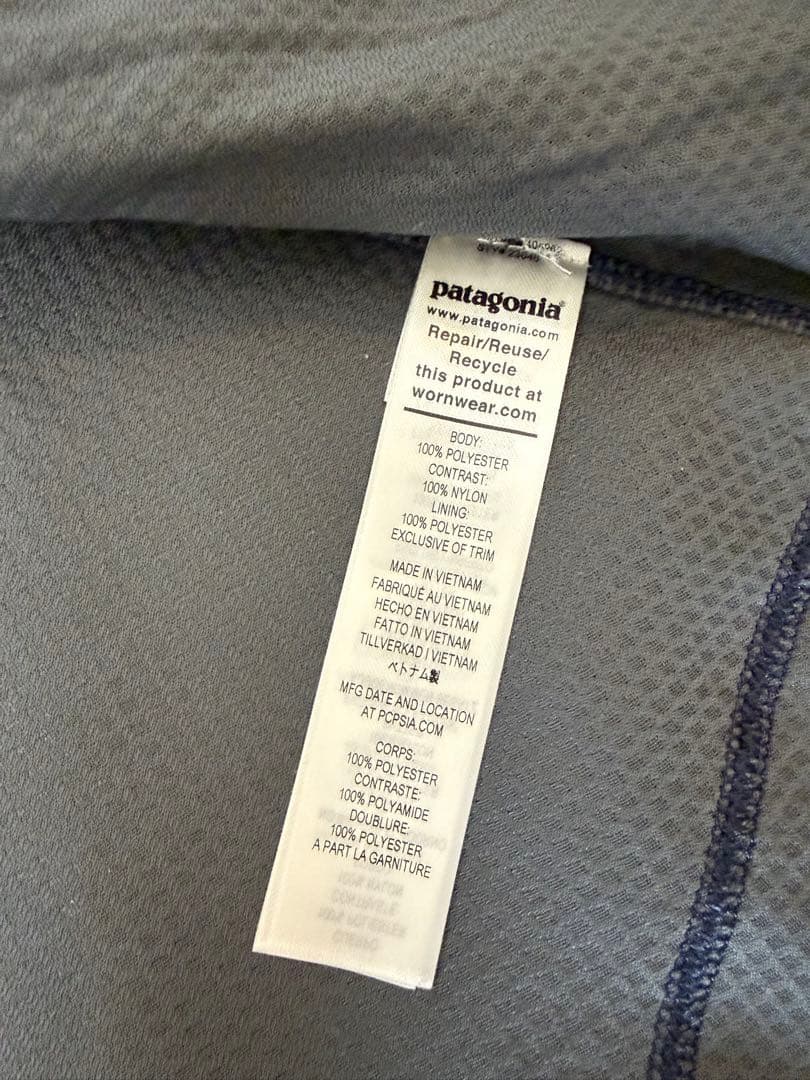 patagonia®
www.patagonia.com
Repair/Reuse/
Recycle
this product at
wornwear.com
BODY:
100% POLYESTER
CONTRAST:
100% NYLON
LINING:
100% POLYESTER
EXCLUSIVE OF TRIM
MADE IN VIETNAM
FABRIQUÉ AU VIETNAM
HECHO EN VIETNAM
FATTO IN VIETNAM
TILLVERKAD I VIETNAM
ベトナム製
MFG DATE AND LOCATION
AT PCPSIA.COM
CORPS:
100% POLYESTER
CONTRASTE:
100% POLYAMIDE
DOUBLURE:
100% POLYESTER
A PART LA GARNITURE